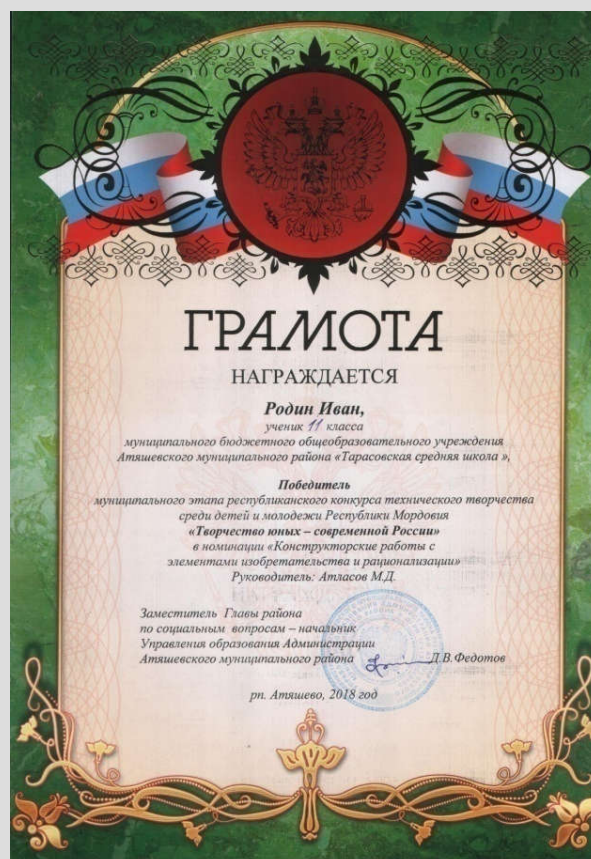 ГРАМОТА
НАГРАЖДАЕТСЯ
Родин Иван,
ученик 11 класса
муниципального бюджетного общеобразовательного учреждения
Атяшевского муниципального района «Тарасовская средняя школа »,
Победитель
муниципального этапа республиканского конкурса технического творчества
среди детей и молодежи Республики Мордовия
«Творчество юных – современной России»
в номинации «Конструкторские работы с
элементами изобретательства и рационализации»
Руководитель: Атласов М.Д.
Заместитель Главы района
по социальным вопросам – начальник
Управления образования Администрации
Атяшевского муниципального района Д.В.Федотов
рп. Атяшево, 2018 год